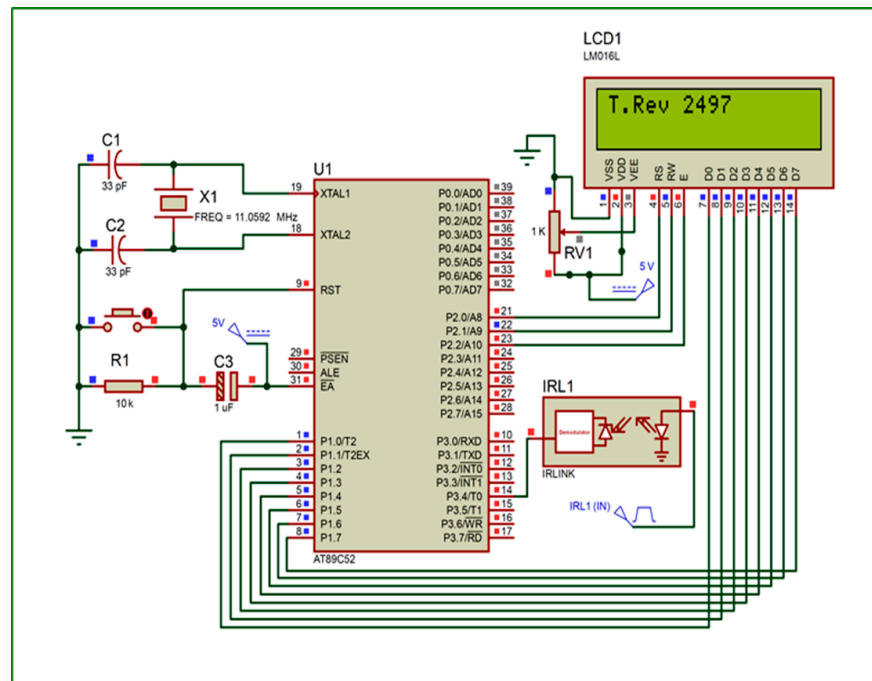 LCD1
LM016L
T.Rev 2497
VSS VDD VEE RS RW E D0 D1 D2 D3 D4 D5 D6 D7
1 2 3 4 5 6 7 8 9 10 11 12 13 14
C1
33 pF
X1
FREQ = 11.0592 MHz
C2
33 pF
R1
10k
C3
1 uF
5V
U1
19 XTAL1
18 XTAL2
9 RST
29 PSEN
30 ALE
31 EA
1 P1.0/T2
2 P1.1/T2EX
3 P1.2
4 P1.3
5 P1.4
6 P1.5
7 P1.6
8 P1.7
P0.0/AD0 39
P0.1/AD1 38
P0.2/AD2 37
P0.3/AD3 36
P0.4/AD4 35
P0.5/AD5 34
P0.6/AD6 33
P0.7/AD7 32
P2.0/A8 21
P2.1/A9 22
P2.2/A10 23
P2.3/A11 24
P2.4/A12 25
P2.5/A13 26
P2.6/A14 27
P2.7/A15 28
P3.0/RXD 10
P3.1/TXD 11
P3.2/INT0 12
P3.3/INT1 13
P3.4/T0 14
P3.5/T1 15
P3.6/WR 16
P3.7/RD 17
AT89C52
1 K
RV1
5 V
IRL1
Demodulator
IRLINK
IRL1 (IN)